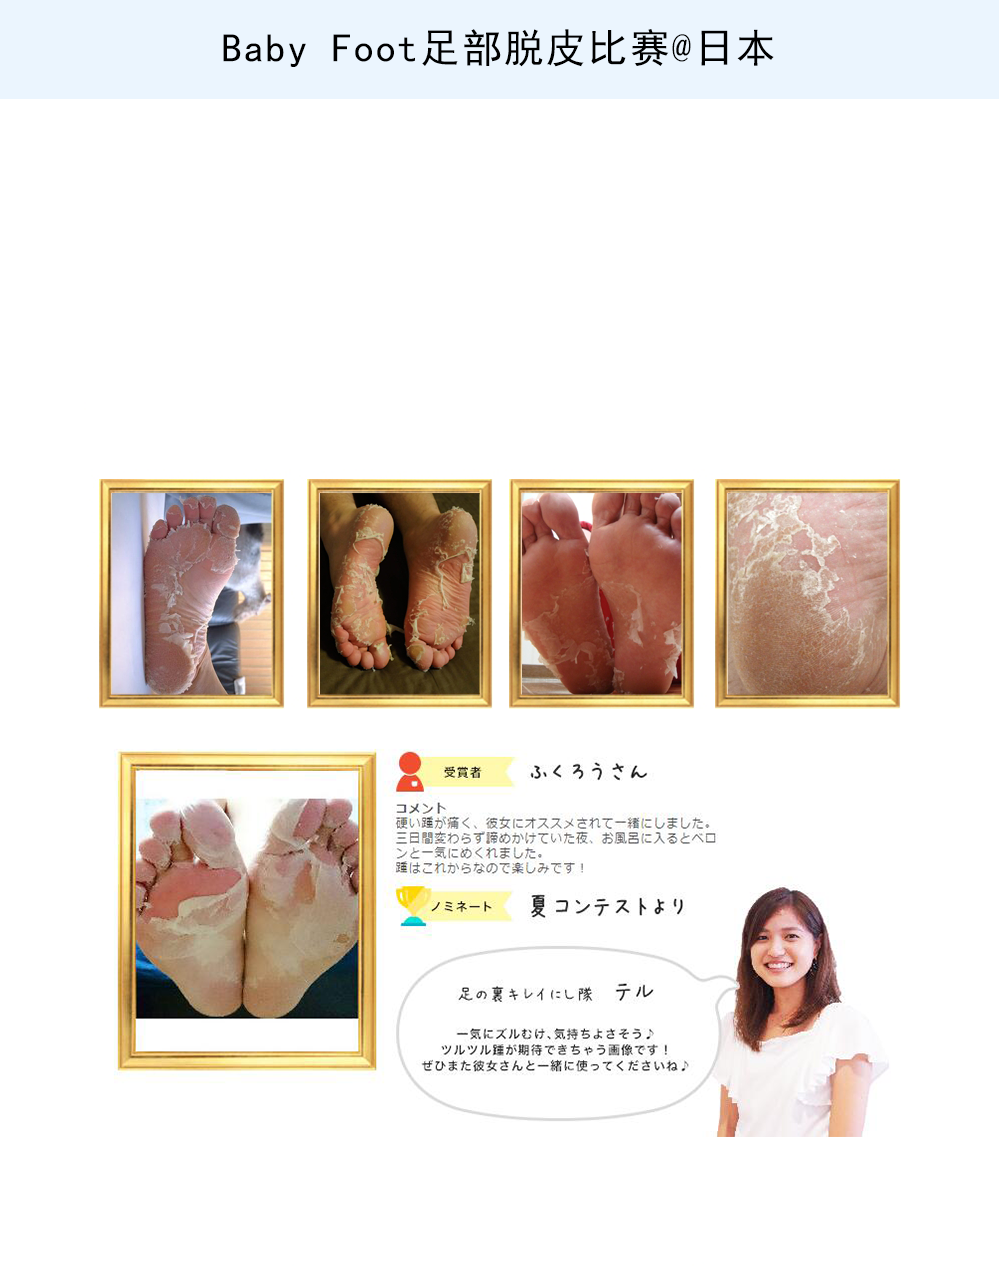 Baby Foot足部脱皮比赛@日本
受賞者 ふくろうさん
コメント
硬い踵が痛く、彼女にオススメされて一緒にしました。
三日間変わらず諦めかけていた夜、お風呂に入るとベロ
ンと一気にめくれました。
踵はこれからなので楽しみです！
ノミネート 夏コンテストより
足の裏キレイにし隊 テル
一気にズルむけ、気持ちよさそう♪
ツルツル踵が期待できちゃう画像です！
ぜひまた彼女さんと一緒に使ってくださいね♪